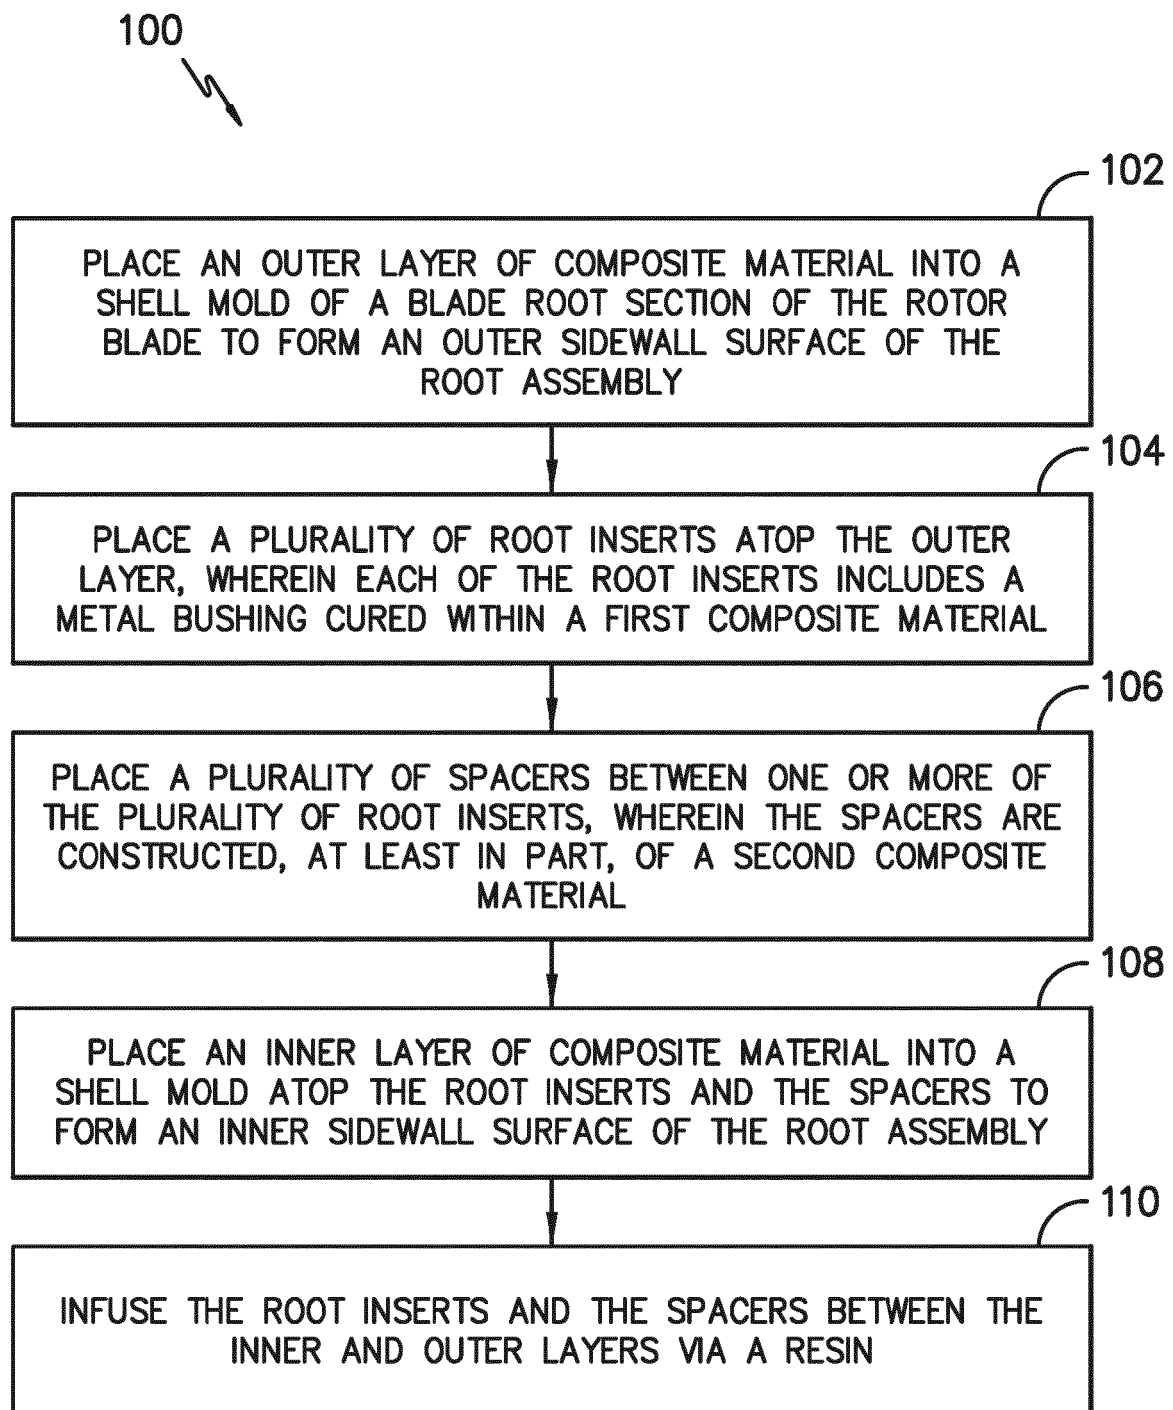 100
102
PLACE AN OUTER LAYER OF COMPOSITE MATERIAL INTO A
SHELL MOLD OF A BLADE ROOT SECTION OF THE ROTOR
BLADE TO FORM AN OUTER SIDEWALL SURFACE OF THE
ROOT ASSEMBLY
104
PLACE A PLURALITY OF ROOT INSERTS ATOP THE OUTER
LAYER, WHEREIN EACH OF THE ROOT INSERTS INCLUDES A
METAL BUSHING CURED WITHIN A FIRST COMPOSITE MATERIAL
106
PLACE A PLURALITY OF SPACERS BETWEEN ONE OR MORE OF
THE PLURALITY OF ROOT INSERTS, WHEREIN THE SPACERS ARE
CONSTRUCTED, AT LEAST IN PART, OF A SECOND COMPOSITE
MATERIAL
108
PLACE AN INNER LAYER OF COMPOSITE MATERIAL INTO A
SHELL MOLD ATOP THE ROOT INSERTS AND THE SPACERS TO
FORM AN INNER SIDEWALL SURFACE OF THE ROOT ASSEMBLY
110
INFUSE THE ROOT INSERTS AND THE SPACERS BETWEEN THE
INNER AND OUTER LAYERS VIA A RESIN